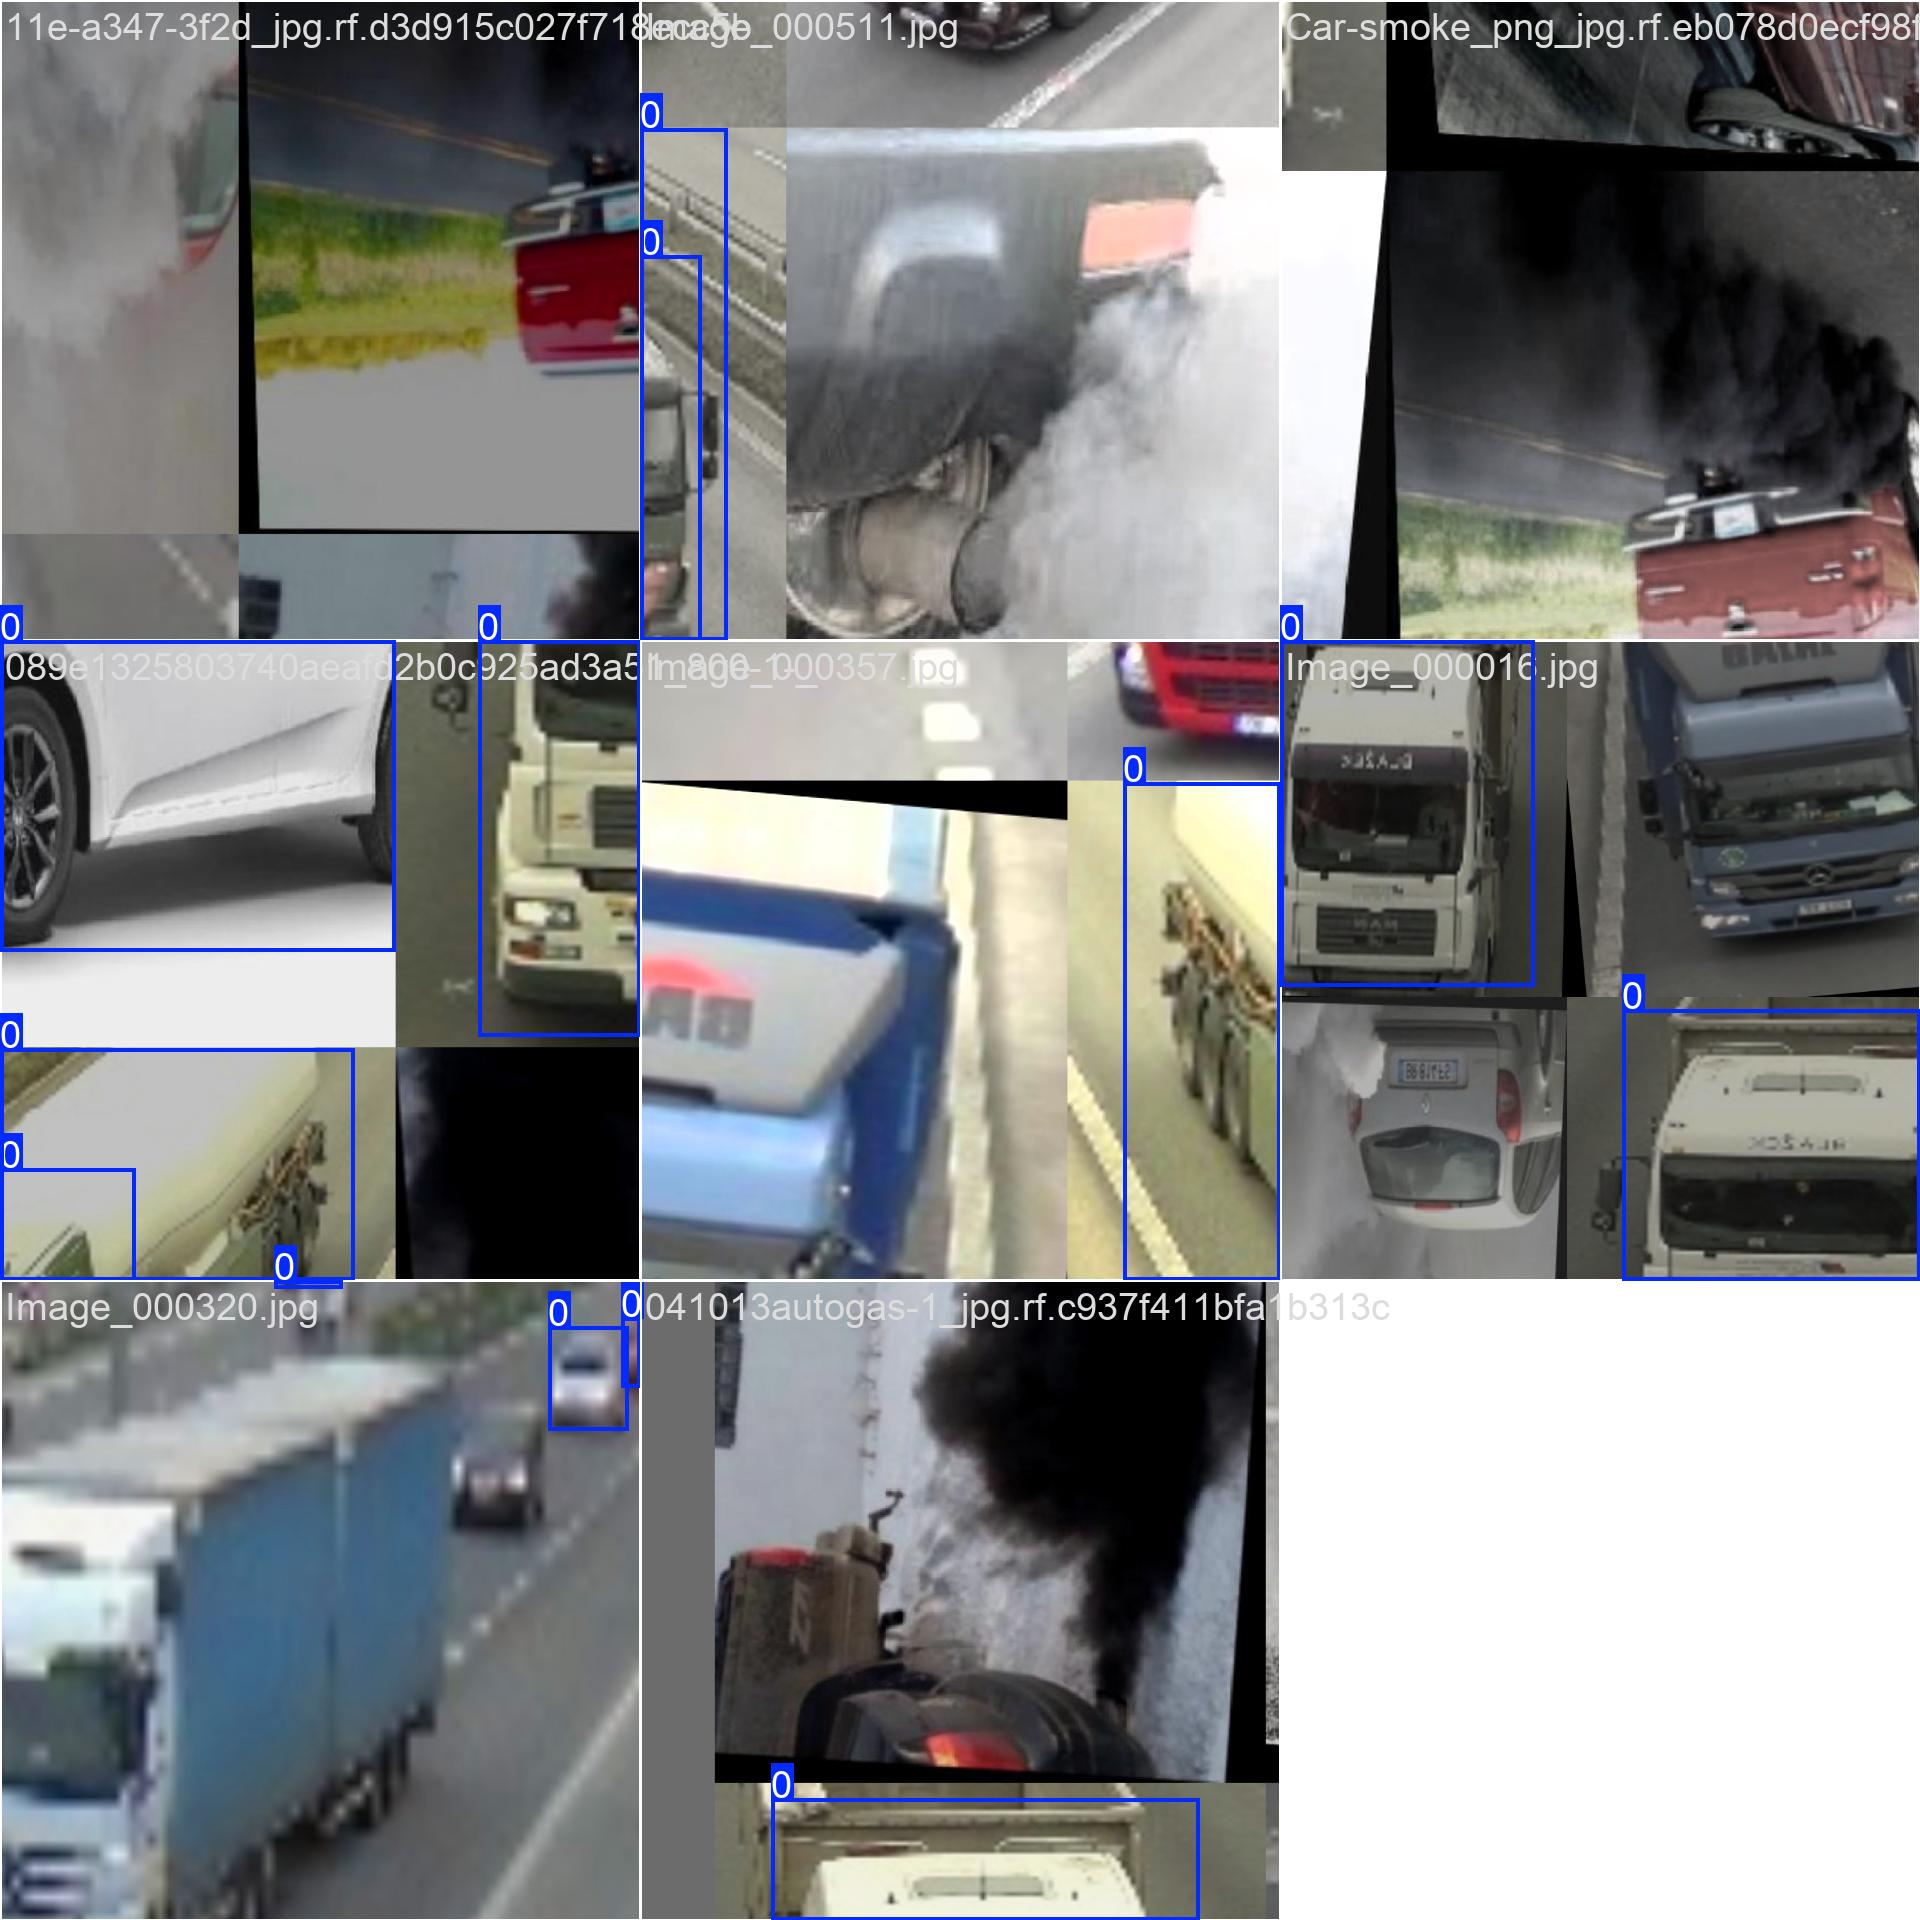 11e-a347-3f2d_jpg.rf.d3d915c027f718
Image_000511.jpg
Car-smoke_png_jpg.rf.eb078d0ecf98f
0
0
0
0
0
089e1325803740aeafd2b0c925ad3a5
Image_000357.jpg
Image_000016.jpg
0
0
0
0
0
Image_000320.jpg
0
0
041013autogas-1_jpg.rf.c937f411bfa1b313c
0